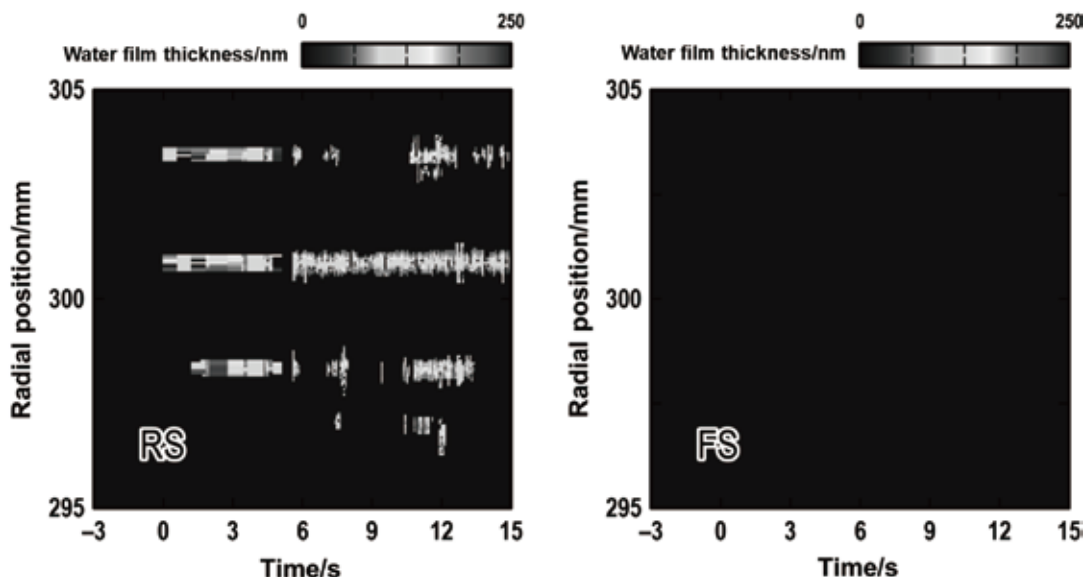 0 250
Water film thickness/nm
305
300
295
Radial position/mm
RS
–3 0 3 6 9 12 15
Time/s
0 250
Water film thickness/nm
305
300
295
Radial position/mm
FS
–3 0 3 6 9 12 15
Time/s